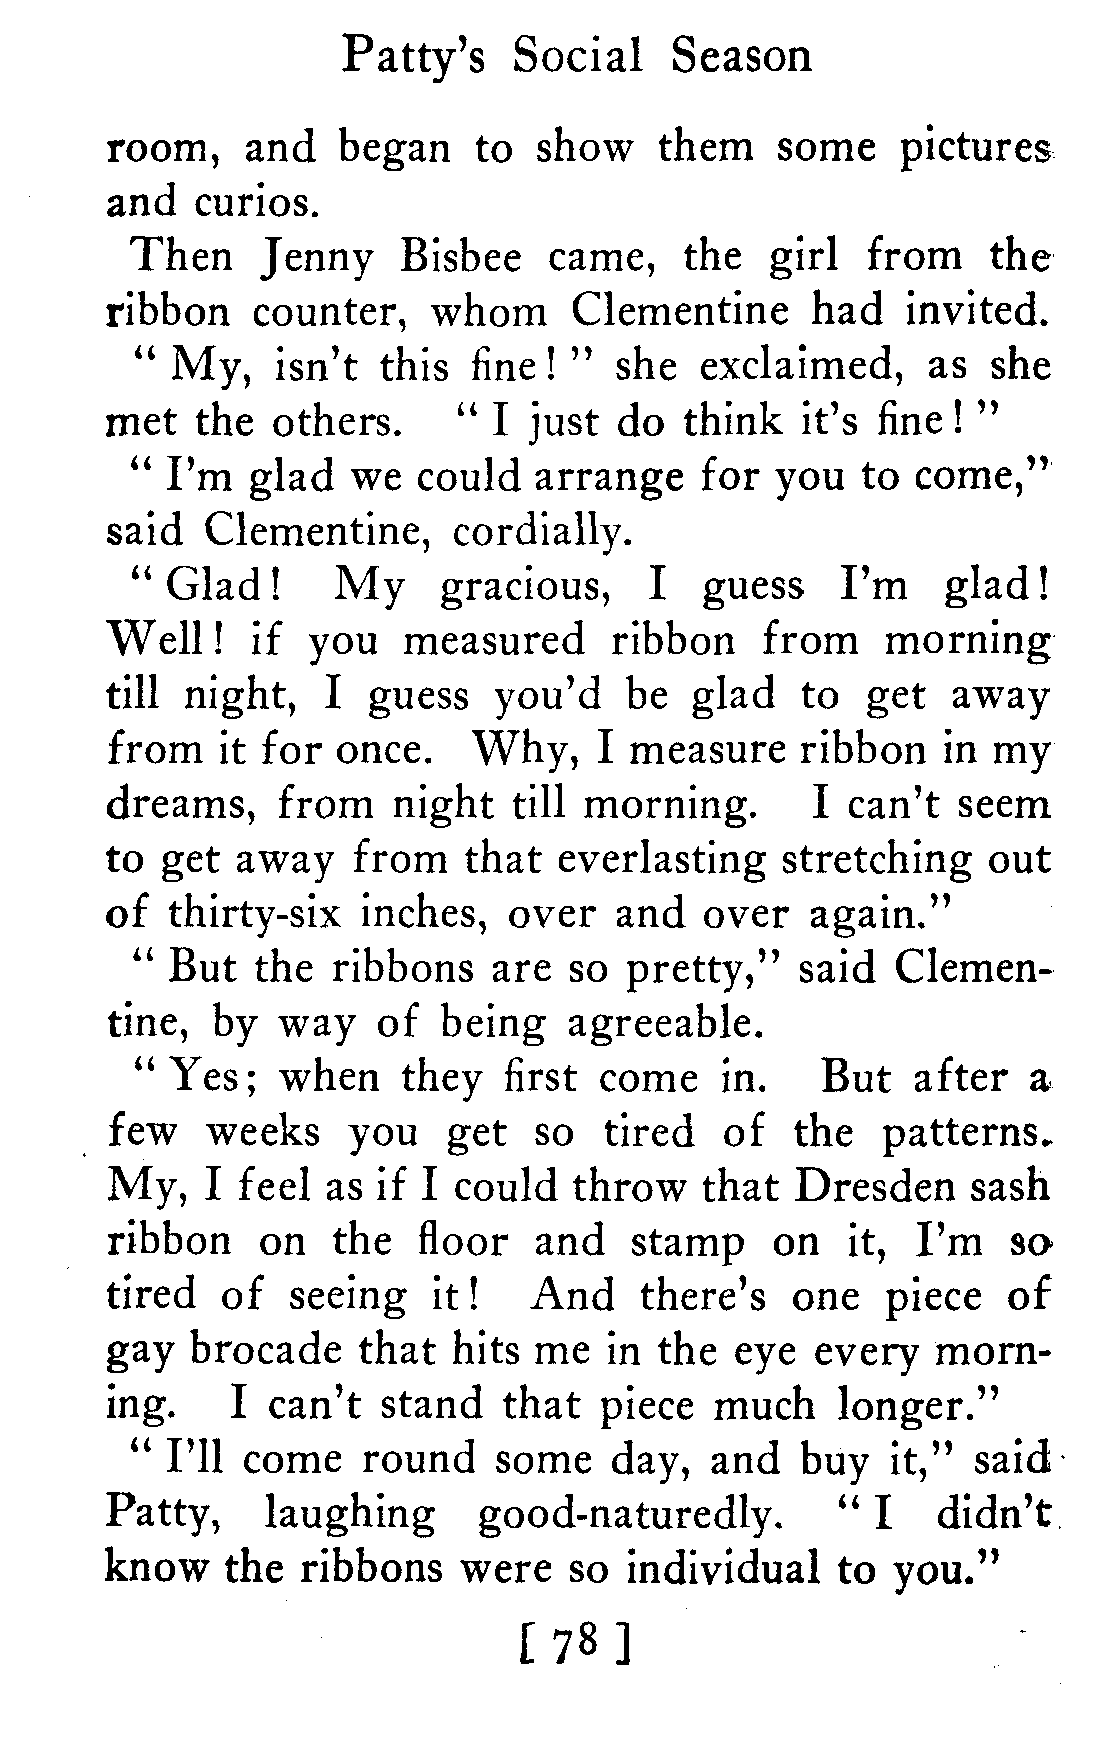 Patty's Social Season
room, and began to show them some pictures
and curios.
Then Jenny Bisbee came, the girl from the
ribbon counter, whom Clementine had invited.
" My, isn't this fine! " she exclaimed, as she
met the others. " I just do think it's fine! "
" I'm glad we could arrange for you to come,"
said Clementine, cordially.
" Glad! My gracious, I guess I'm glad!
Well! if you measured ribbon from morning
till night, I guess you'd be glad to get away
from it for once. Why, I measure ribbon in my
dreams, from night till morning. I can't seem
to get away from that everlasting stretching out
of thirty-six inches, over and over again."
" But the ribbons are so pretty," said Clemen-
tine, by way of being agreeable.
" Yes; when they first come in. But after a
few weeks you get so tired of the patterns.
My, I feel as if I could throw that Dresden sash
ribbon on the floor and stamp on it, I'm so
tired of seeing it! And there's one piece of
gay brocade that hits me in the eye every morn-
ing. I can't stand that piece much longer."
" I'll come round some day, and buy it," said
Patty, laughing good-naturedly. " I didn't
know the ribbons were so individual to you."
[ 78 ]